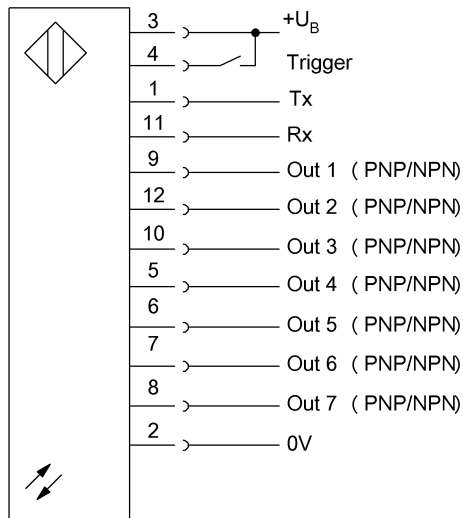 3 +UB
4 Trigger
1 Tx
11 Rx
9 Out 1 ( PNP/NPN)
12 Out 2 ( PNP/NPN)
10 Out 3 ( PNP/NPN)
5 Out 4 ( PNP/NPN)
6 Out 5 ( PNP/NPN)
7 Out 6 ( PNP/NPN)
8 Out 7 ( PNP/NPN)
2 0V